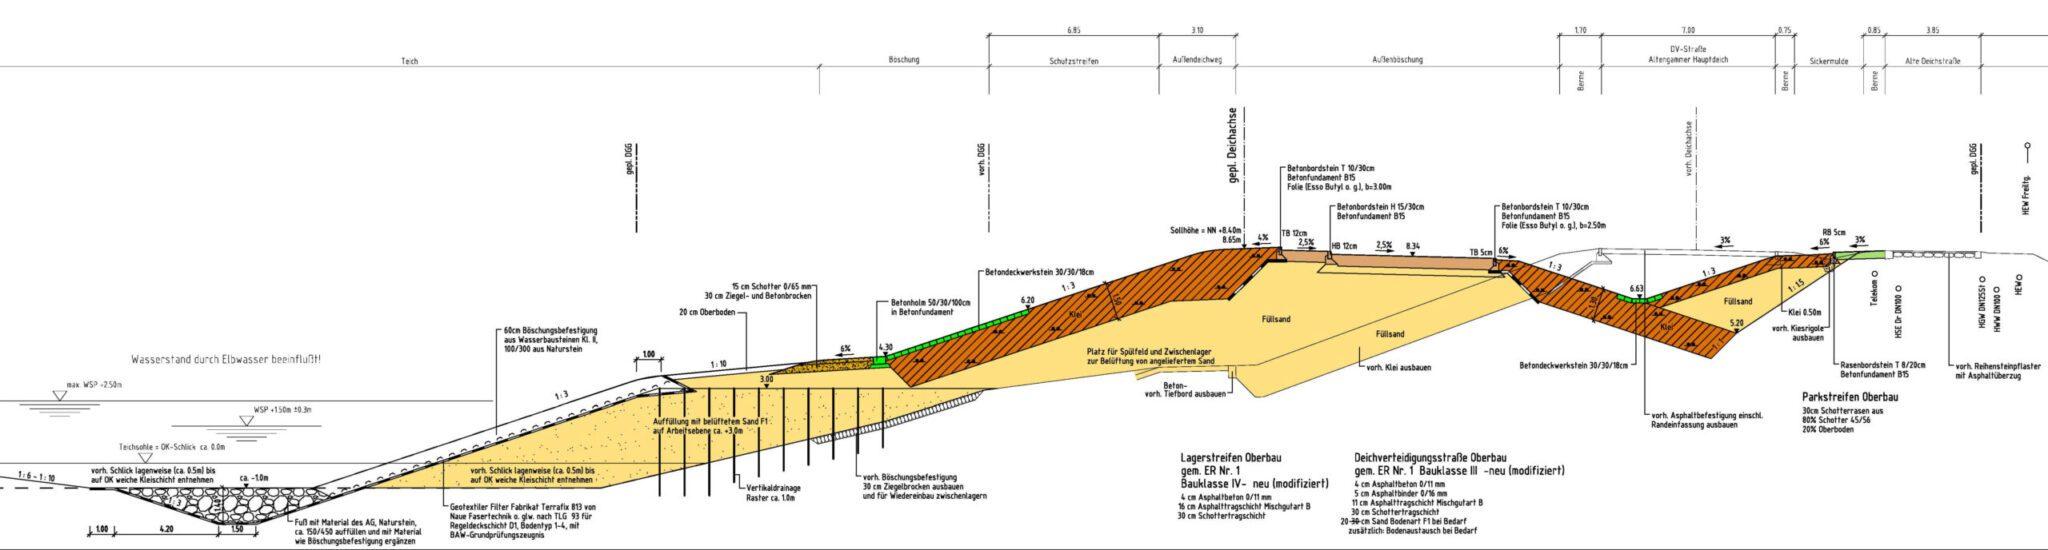 6.85
3.10
1.70
7.00
0.75
0.85
3.85
Teich
Böschung
Schutzstreifen
Außendeichweg
Außenböschung
Berme
DV-Straße
Altengammer Hauptdeich
Berme
Sickermulde
Berme
Alte Deichstraße
gepl. DGG
vorh. DGG
gepl. Deichachse
vorh. Deichachse
gepl. DGG
HEW Freiltg.
Betonbordstein T 10/30cm
Betonfundament B15
Folie (Esso Butyl o. g.), b=3.00m
Betonbordstein H 15/30cm
Betonfundament B15
Betonbordstein T 10/30cm
Betonfundament B15
Folie (Esso Butyl o. g.), b=2.50m
Sollhöhe = NN +8.40m
8.65m
4%
TB 12cm
2,5%
HB 12cm
2,5%
8.34
TB 5cm
6%
1:3
3%
RB 5cm
6%
3%
Betondeckwerkstein 30/30/18cm
15 cm Schotter 0/65 mm
30 cm Ziegel- und Betonbrocken
Betonholm 50/30/100cm
in Betonfundament
20 cm Oberboden
6.20
1:3
1.50
Klei
60cm Böschungsbefestigung
aus Wasserbausteinen Kl. II,
100/300 aus Naturstein
1.00
1:10
6%
4.30
3.00
Füllsand
Füllsand
1.30
Klei
6.63
1:3
Füllsand
5.20
1:1
1:1.5
Klei 0.50m
vorh. Kiesrigole
ausbauen
Telekom
HSE Dr DN100
HGW DN125St
HWW DN100
HEW
Wasserstand durch Elbwasser beeinflußt!
max. WSP +2.50m
WSP +1.50m ±0.3m
Teichsohle = OK-Schlick ca. 0.0m
1:3
Auffüllung mit belüftetem Sand F1
auf Arbeitsebene ca. +3.0m
Platz für Spülfeld und Zwischenlager
zur Belüftung von angeliefertem Sand
Beton-
vorh. Tiefbord ausbauen
vorh. Klei ausbauen
Betondeckwerkstein 30/30/18cm
Rasenbordstein T 8/20cm
Betonfundament B15
vorh. Reihensteinpflaster
mit Asphaltüberzug
vorh. Asphaltbefestigung einschl.
Randeinfassung ausbauen
Parkstreifen Oberbau
30cm Schotterrasen aus
80% Schotter 45/56
20% Oberboden
1:6 - 1:10
vorh. Schlick lagenweise (ca. 0.5m) bis
auf OK weiche Kleischicht entnehmen
ca. -1.0m
vorh. Schlick lagenweise (ca. 0.5m) bis
auf OK weiche Kleischicht entnehmen
Vertikaldrainage
Raster ca. 1.0m
vorh. Böschungsbefestigung
30 cm Ziegelbrocken ausbauen
und für Wiedereinbau zwischenlagern
1:3
1.40
1.00
4.20
1.50
Fuß mit Material des AG, Naturstein,
ca. 150/450 auffüllen und mit Material
wie Böschungsbefestigung ergänzen
Geotextiler Filter Fabrikat Terrafix 813 von
Naue Fasertechnik o. glw. nach TLG 93 für
Regeldeckschicht D1, Bodentyp 1-4, mit
BAW-Grundprüfungszeugnis
Lagerstreifen Oberbau
gem. ER Nr. 1
Bauklasse IV- neu (modifiziert)
4 cm Asphaltbeton 0/11 mm
16 cm Asphalttragschicht Mischgutart B
30 cm Schottertragschicht
Deichverteidigungsstraße Oberbau
gem. ER Nr. 1 Bauklasse III -neu (modifiziert)
4 cm Asphaltbeton 0/11 mm
5 cm Asphaltbinder 0/16 mm
11 cm Asphalttragschicht Mischgutart B
30 cm Schottertragschicht
20-30 cm Sand Bodenart F1 bei Bedarf
zusätzlich: Bodenaustausch bei Bedarf